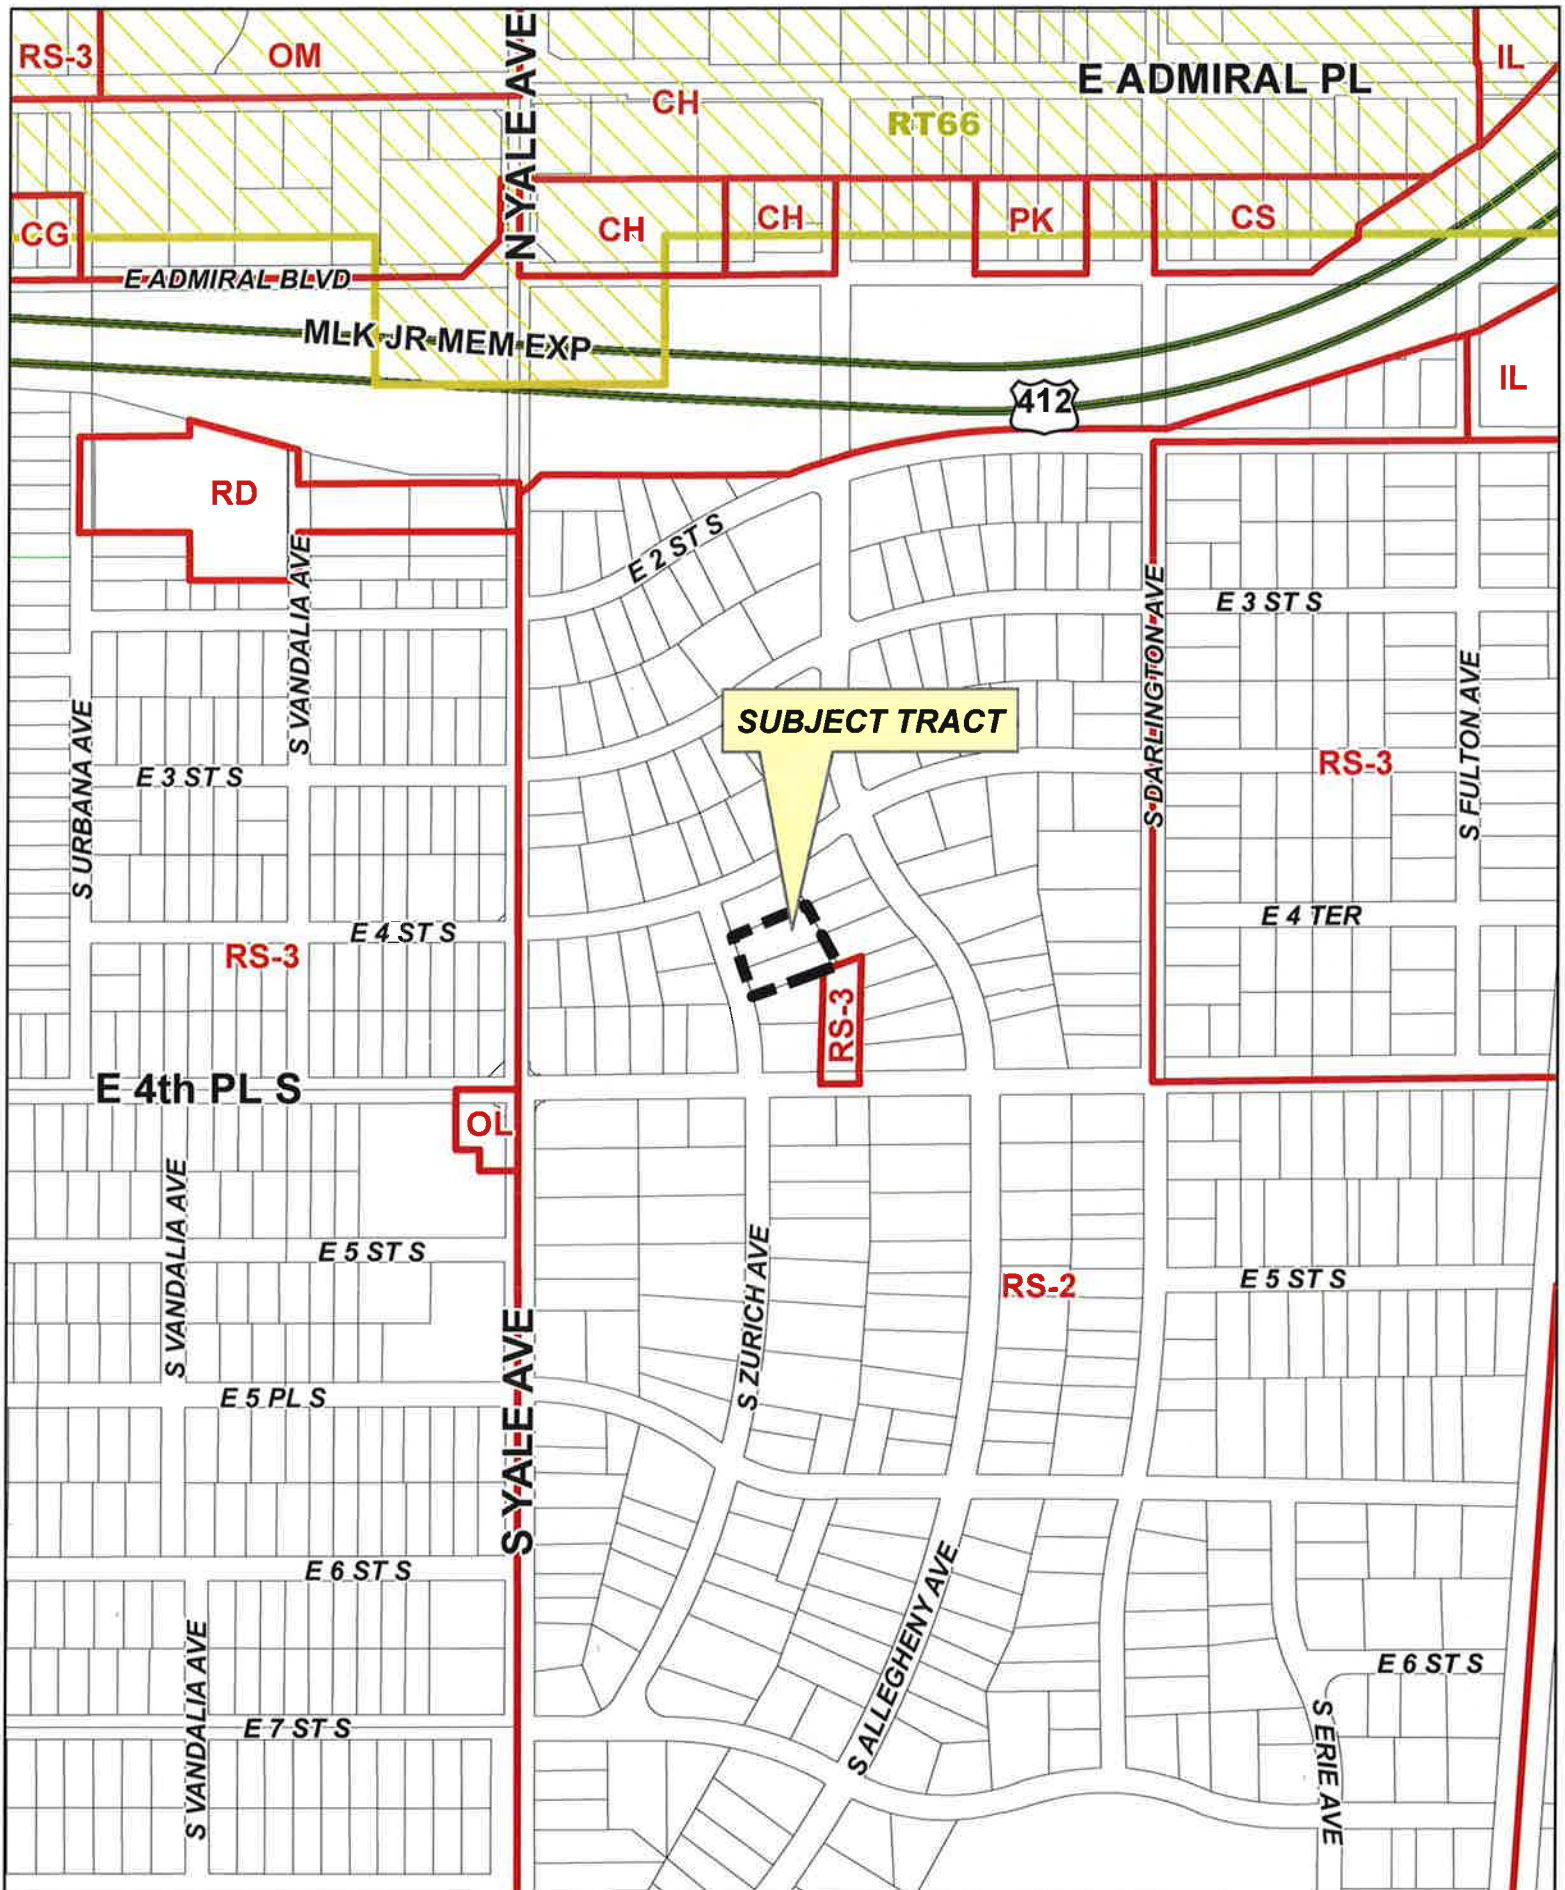 RS-3
OM
N YALE AVE
CH
E ADMIRAL PL
IL
RT66
CG
CH
CH
PK
CS
E ADMIRAL BLVD
MLK JR MEM EXP
412
IL
RD
E 2 ST S
S VANDALIA AVE
S DARLINGTON AVE
E 3 ST S
S URBANA AVE
E 3 ST S
SUBJECT TRACT
RS-3
S FULTON AVE
E 4 ST S
E 4 TER
RS-3
RS-3
E 4th PL S
OL
S VANDALIA AVE
E 5 ST S
S ZURICH AVE
RS-2
E 5 ST S
S YALE AVE
E 5 PL S
E 6 ST S
S ALLEGHENY AVE
S VANDALIA AVE
E 6 ST S
E 7 ST S
S ERIE AVE